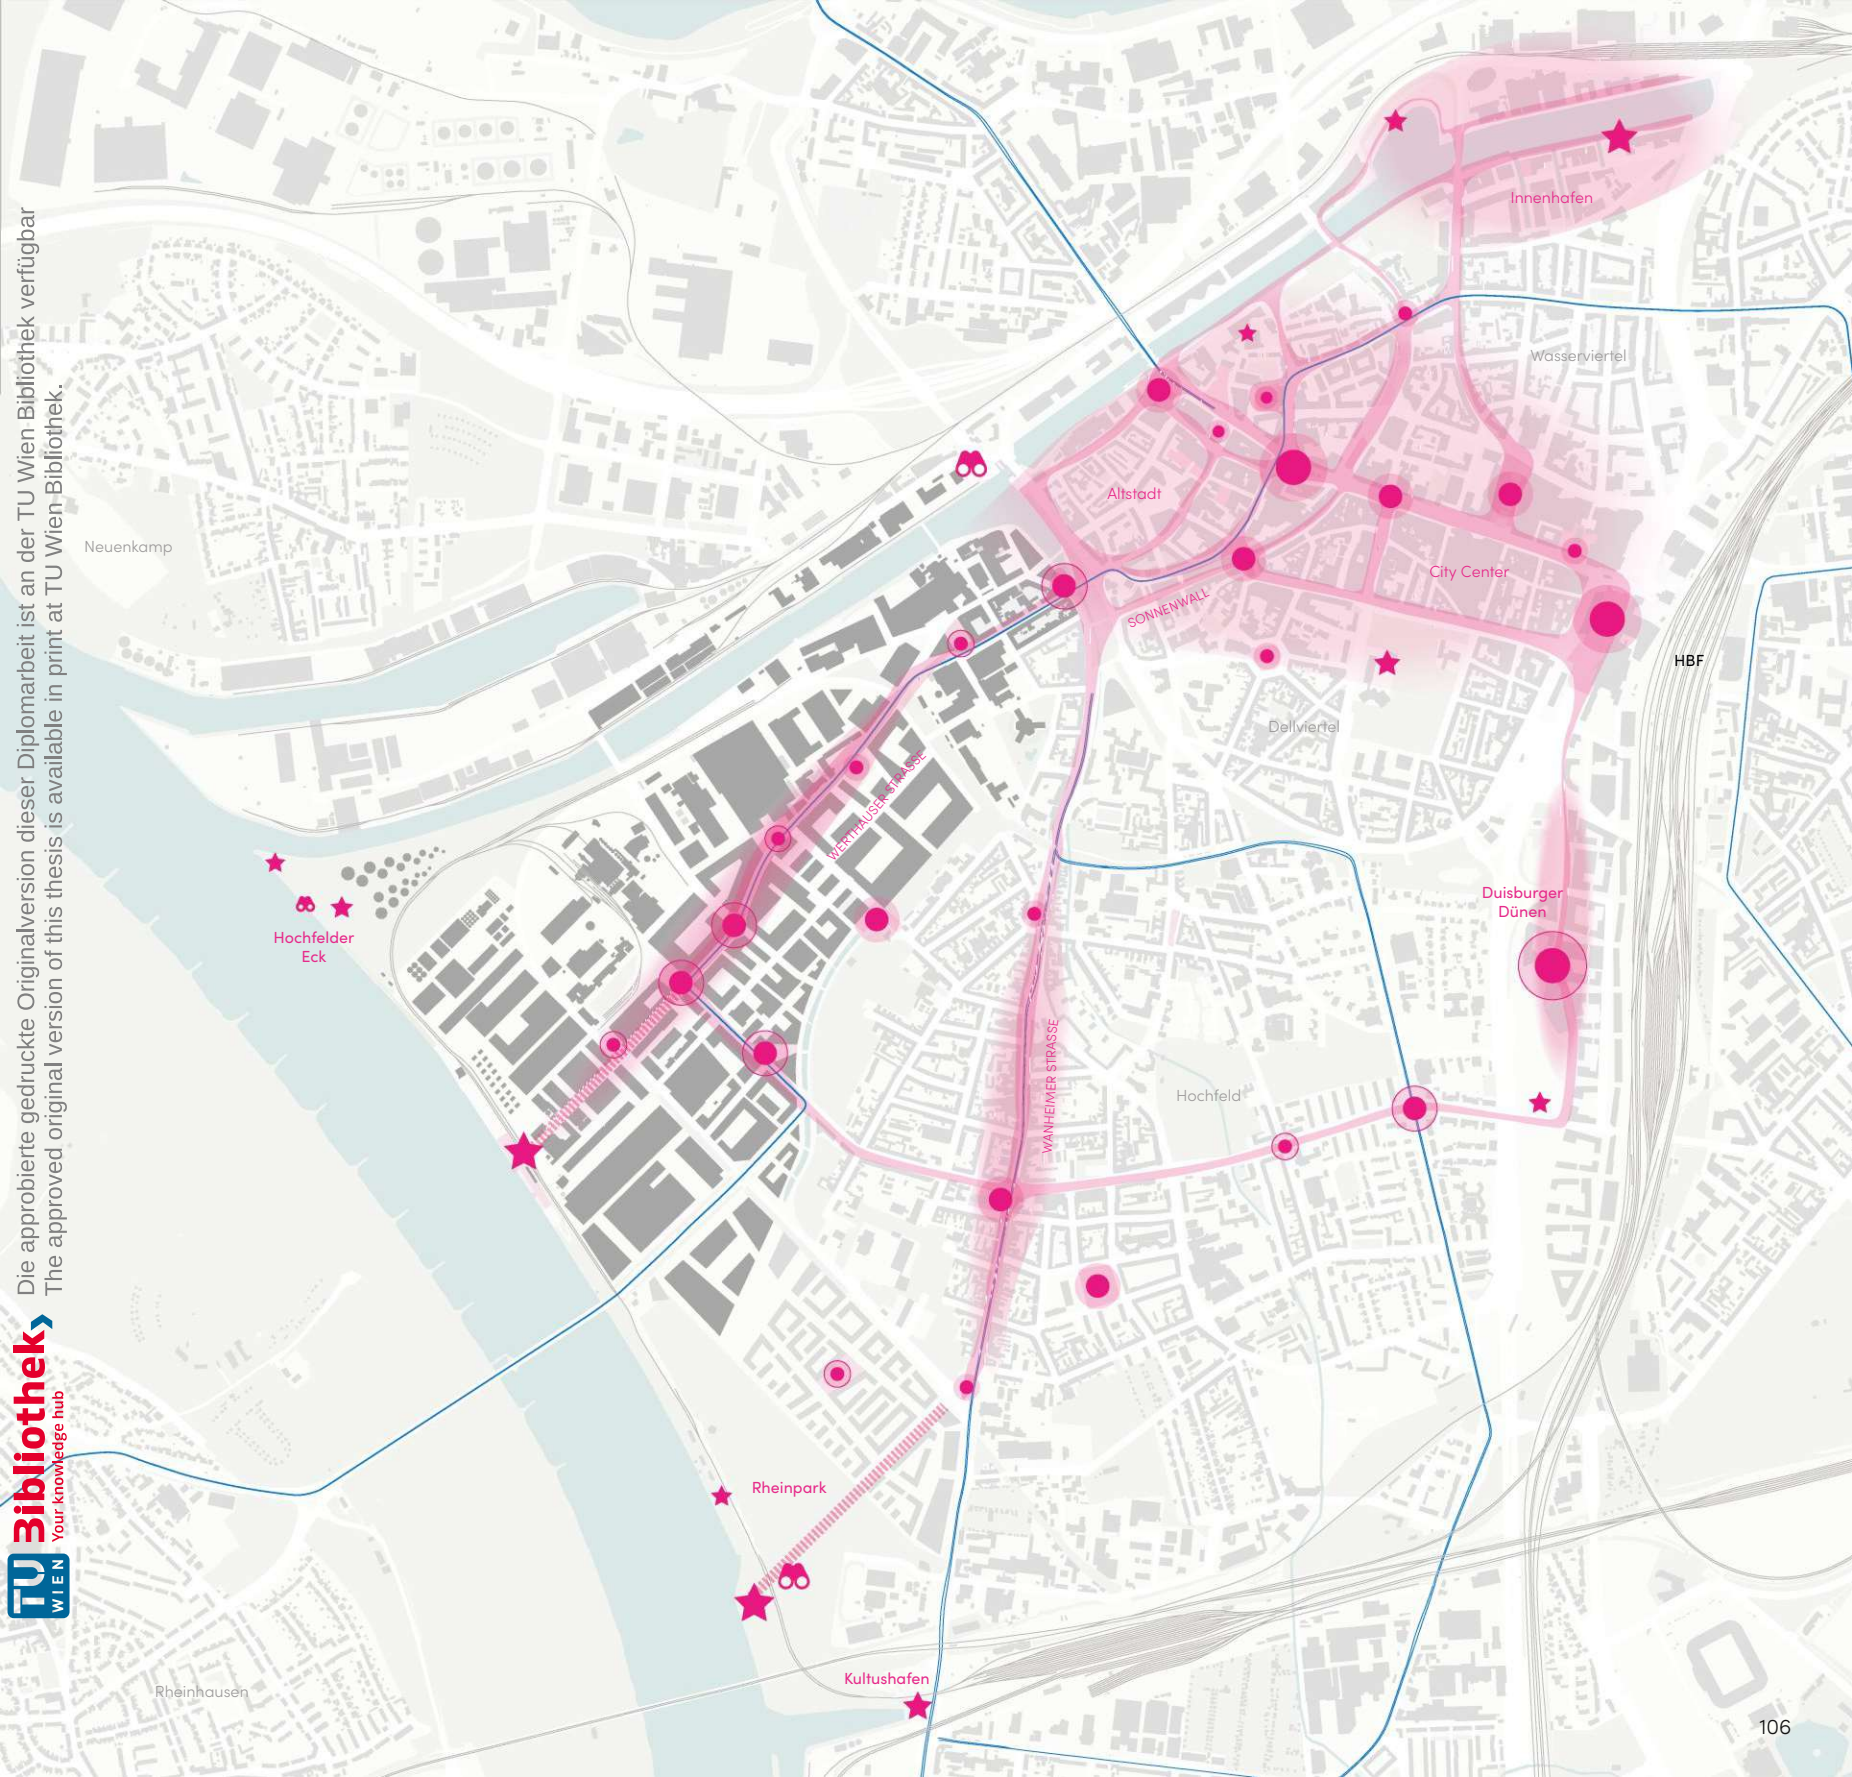 Innenhafen
Wasserviertel
Altstadt
Neuenkamp
City Center
SONNENWALL
HBF
Dellviertel
WERTHAUSER STRASSE
Duisburger
Dünen
Hochfelder
Eck
WANHEIMER STRASSE
Hochfeld
Rheinpark
Kultushafen
Rheinhausen
106
Die approbierte gedruckte Originalversion dieser Diplomarbeit ist an der TU Wien Bibliothek verfügbar
The approved original version of this thesis is available in print at TU Wien Bibliothek.
TU Bibliothek
WIEN Your knowledge hub